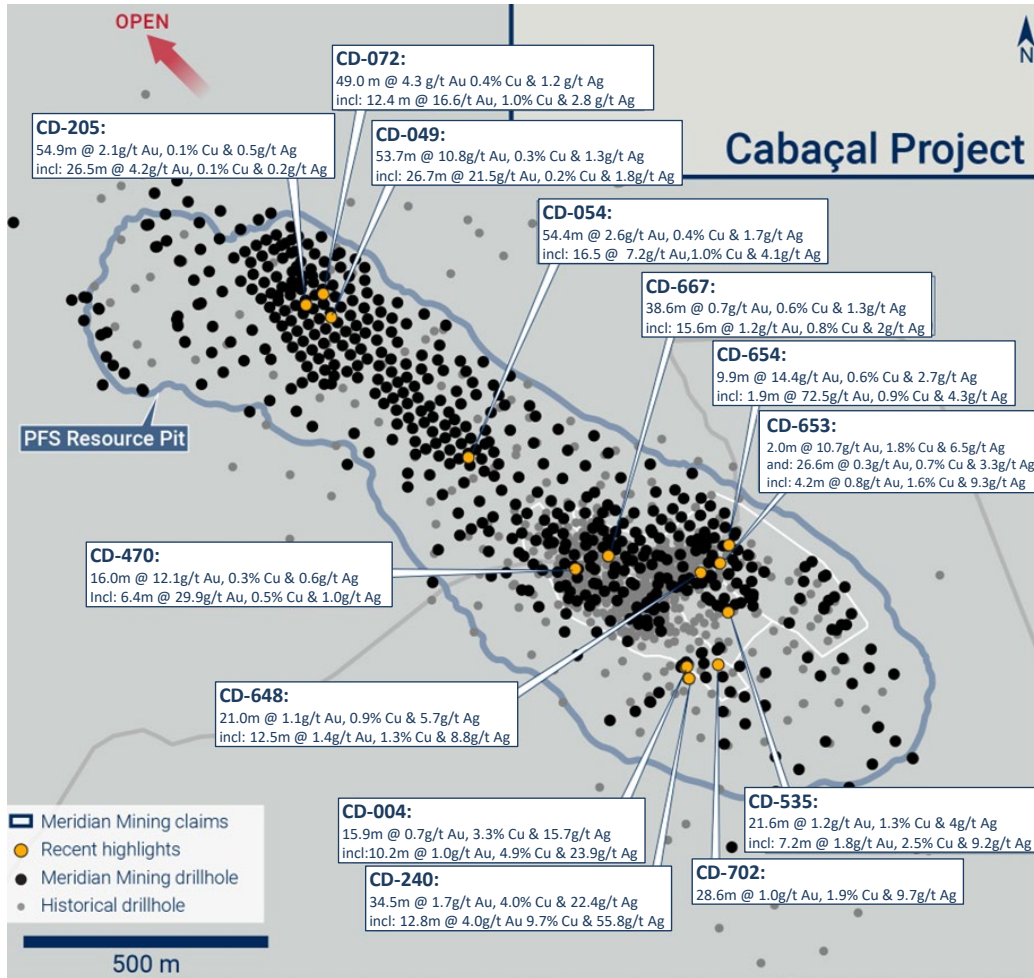 OPEN
N
Cabaçal Project
CD-072:
49.0 m @ 4.3 g/t Au 0.4% Cu & 1.2 g/t Ag
incl: 12.4 m @ 16.6/t Au, 1.0% Cu & 2.8 g/t Ag
CD-205:
54.9m @ 2.1g/t Au, 0.1% Cu & 0.5g/t Ag
incl: 26.5m @ 4.2g/t Au, 0.1% Cu & 0.2g/t Ag
CD-049:
53.7m @ 10.8g/t Au, 0.3% Cu & 1.3g/t Ag
incl: 26.7m @ 21.5g/t Au, 0.2% Cu & 1.8g/t Ag
CD-054:
54.4m @ 2.6g/t Au, 0.4% Cu & 1.7g/t Ag
incl: 16.5 @  7.2g/t Au,1.0% Cu & 4.1g/t Ag
CD-667:
38.6m @ 0.7g/t Au, 0.6% Cu & 1.3g/t Ag
incl: 15.6m @ 1.2g/t Au, 0.8% Cu & 2g/t Ag
CD-654:
9.9m @ 14.4g/t Au, 0.6% Cu & 2.7g/t Ag
incl: 1.9m @ 72.5g/t Au, 0.9% Cu & 4.3g/t Ag
CD-653:
2.0m @ 10.7g/t Au, 1.8% Cu & 6.5g/t Ag
and: 26.6m @ 0.3g/t Au, 0.7% Cu & 3.3g/t Ag
incl: 4.2m @ 0.8g/t Au, 1.6% Cu & 9.3g/t Ag
PFS Resource Pit
CD-470:
16.0m @ 12.1g/t Au, 0.3% Cu & 0.6g/t Ag
Incl: 6.4m @ 29.9g/t Au, 0.5% Cu & 1.0g/t Ag
CD-648:
21.0m @ 1.1g/t Au, 0.9% Cu & 5.7g/t Ag
incl: 12.5m @ 1.4g/t Au, 1.3% Cu & 8.8g/t Ag
CD-004:
15.9m @ 0.7g/t Au, 3.3% Cu & 15.7g/t Ag
incl:10.2m @ 1.0g/t Au, 4.9% Cu & 23.9g/t Ag
CD-240:
34.5m @ 1.7g/t Au, 4.0% Cu & 22.4g/t Ag
incl: 12.8m @ 4.0g/t Au 9.7% Cu & 55.8g/t Ag
CD-535:
21.6m @ 1.2g/t Au, 1.3% Cu & 4g/t Ag
incl: 7.2m @ 1.8g/t Au, 2.5% Cu & 9.2g/t Ag
CD-702:
28.6m @ 1.0g/t Au, 1.9% Cu & 9.7g/t Ag
Meridian Mining claims
Recent highlights
Meridian Mining drillhole
Historical drillhole
500 m